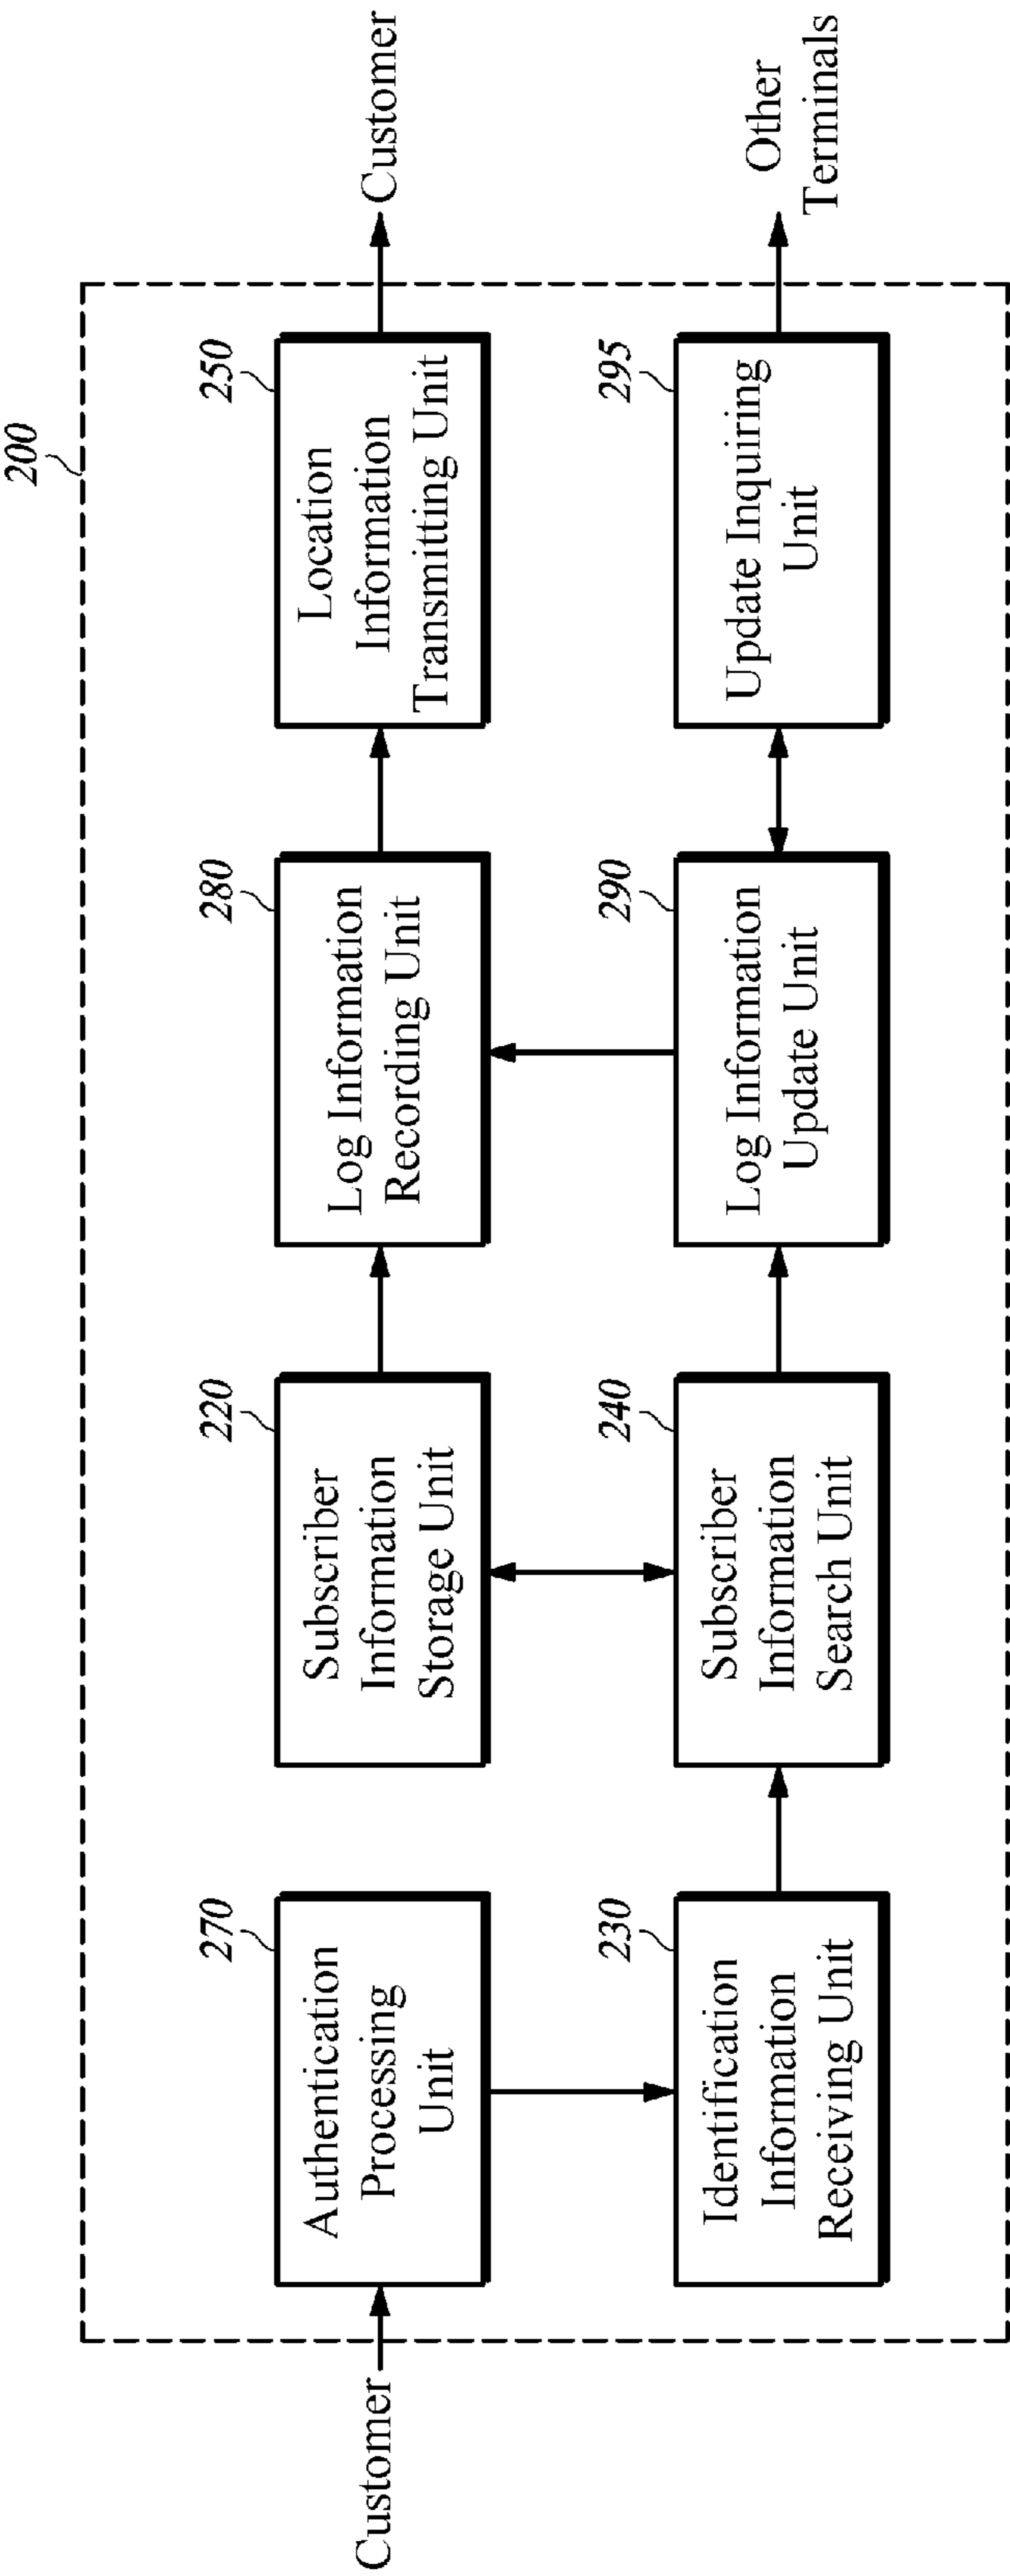 200
Customer
270
Authentication
Processing
Unit
220
Subscriber
Information
Storage Unit
280
Log Information
Recording Unit
250
Location
Information
Transmitting Unit
Customer
230
Identification
Information
Receiving Unit
240
Subscriber
Information
Search Unit
290
Log Information
Update Unit
295
Update Inquiring
Unit
Other
Terminals